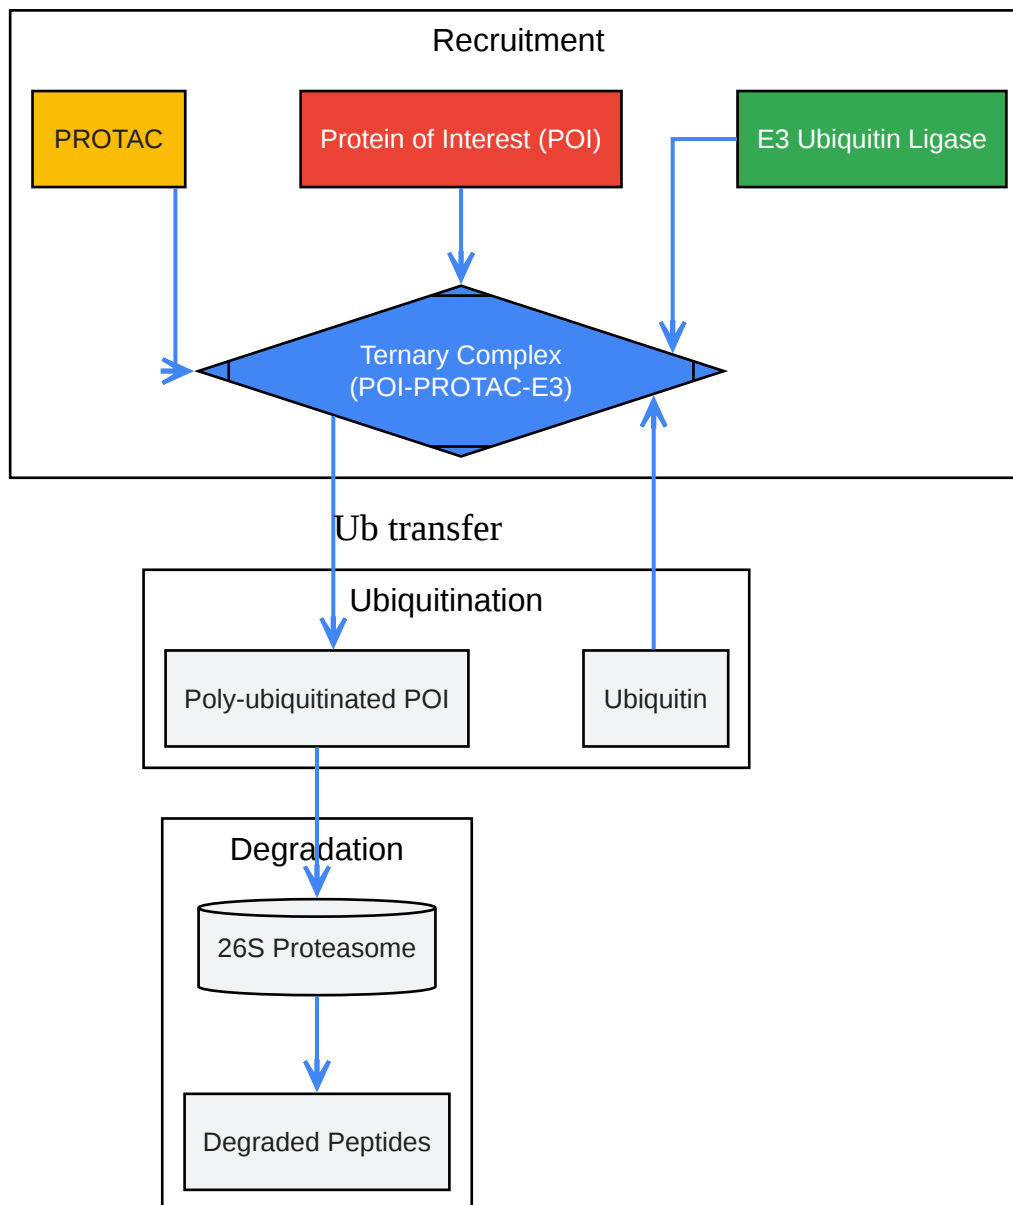 Recruitment
PROTAC
Protein of Interest (POI)
E3 Ubiquitin Ligase
Ternary Complex
(POI-PROTAC-E3)
Ub transfer
Ubiquitination
Poly-ubiquitinated POI
Ubiquitin
Degradation
26S Proteasome
Degraded Peptides